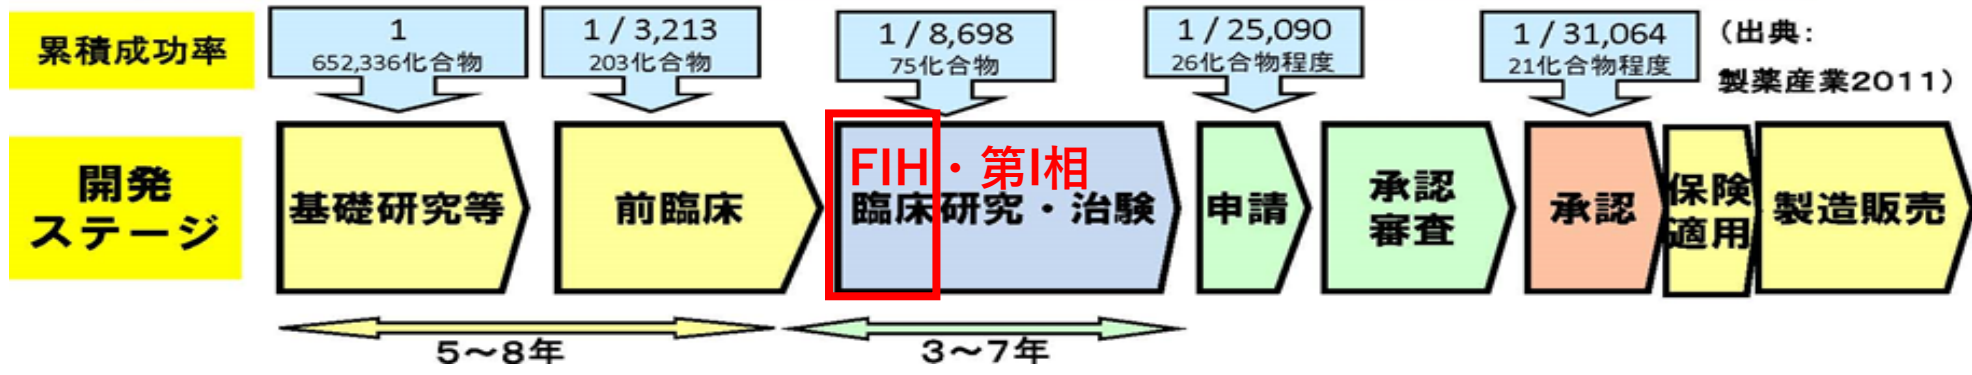 累積成功率
1
652,336化合物
1 / 3,213
203化合物
1 / 8,698
75化合物
1 / 25,090
26化合物程度
1 / 31,064
21化合物程度
（出典：
製薬産業2011）
開発
ステージ
基礎研究等
前臨床
FIH・第I相
臨床研究・治験
申請
承認
審査
承認
保険
適用
製造販売
5～8年
3～7年